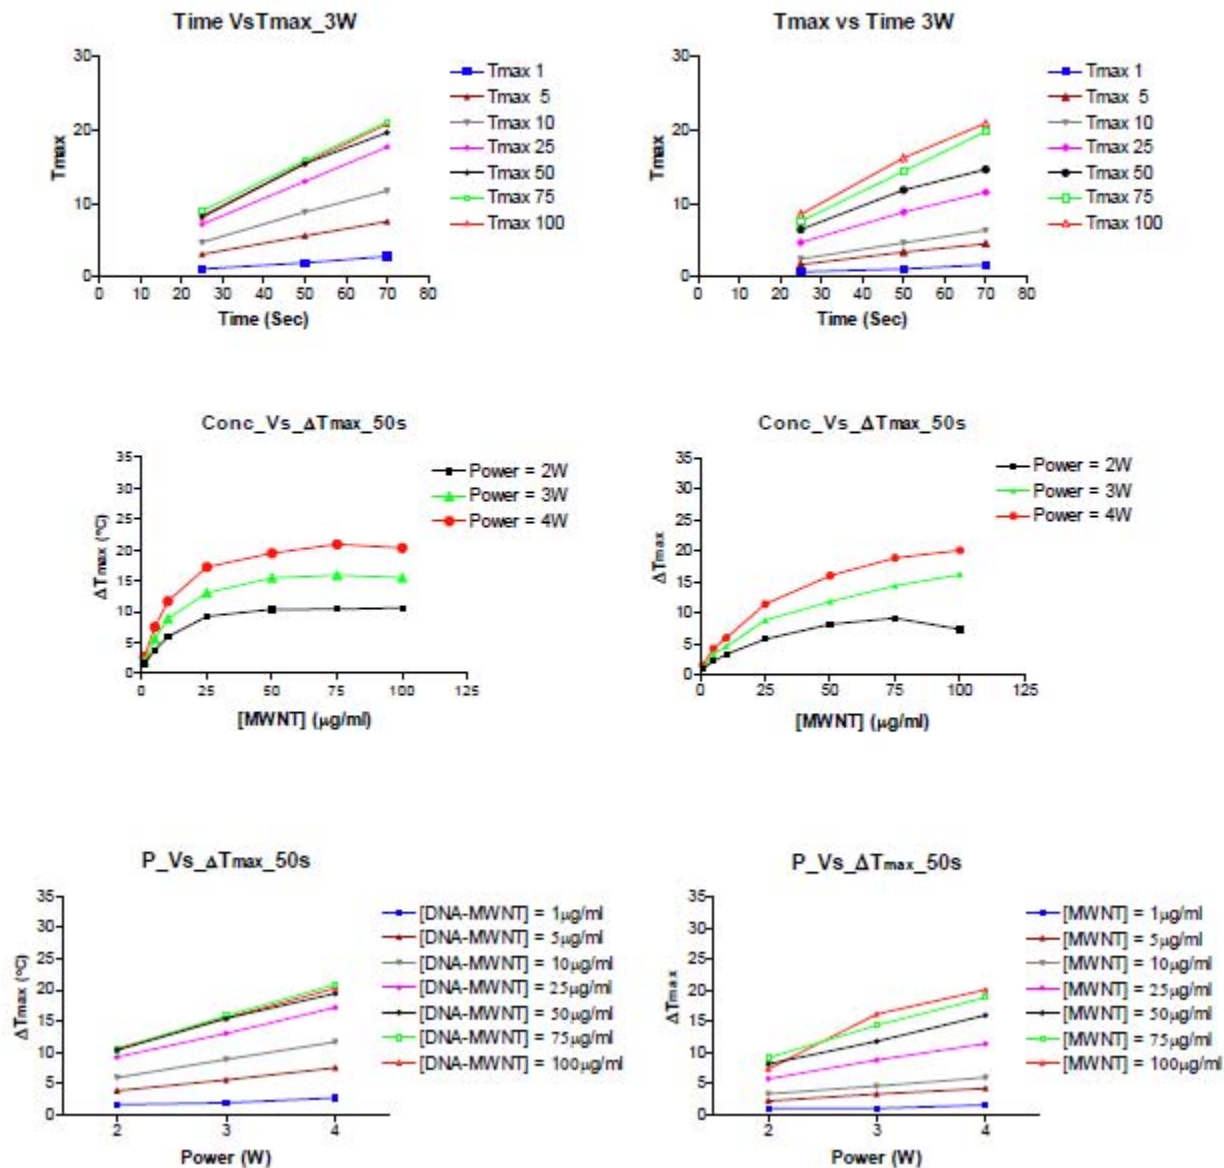 Time VsTmax_3W
30
20
10
0
Tmax
0 10 20 30 40 50 60 70 80
Time (Sec)
Tmax 1
Tmax 5
Tmax 10
Tmax 25
Tmax 50
Tmax 75
Tmax 100
Tmax vs Time 3W
30
20
10
0
Tmax
0 10 20 30 40 50 60 70 80
Time (Sec)
Tmax 1
Tmax 5
Tmax 10
Tmax 25
Tmax 50
Tmax 75
Tmax 100
Conc_Vs_ΔTmax_50s
35
30
25
20
15
10
5
0
ΔTmax (ºC)
0 25 50 75 100 125
[MWNT] (μg/ml)
Power = 2W
Power = 3W
Power = 4W
Conc_Vs_ΔTmax_50s
35
30
25
20
15
10
5
0
ΔTmax
0 25 50 75 100 125
[MWNT] (μg/ml)
Power = 2W
Power = 3W
Power = 4W
P_Vs_ΔTmax_50s
35
30
25
20
15
10
5
0
ΔTmax (ºC)
2 3 4
Power (W)
[DNA-MWNT] = 1μg/ml
[DNA-MWNT] = 5μg/ml
[DNA-MWNT] = 10μg/ml
[DNA-MWNT] = 25μg/ml
[DNA-MWNT] = 50μg/ml
[DNA-MWNT] = 75μg/ml
[DNA-MWNT] = 100μg/ml
P_Vs_ΔTmax_50s
35
30
25
20
15
10
5
0
ΔTmax
2 3 4
Power (W)
[MWNT] = 1μg/ml
[MWNT] = 5μg/ml
[MWNT] = 10μg/ml
[MWNT] = 25μg/ml
[MWNT] = 50μg/ml
[MWNT] = 75μg/ml
[MWNT] = 100μg/ml